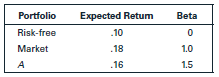 Portfolio Expected Return Beta
Risk-free .10 0
Market .18 1.0
A .16 1.5